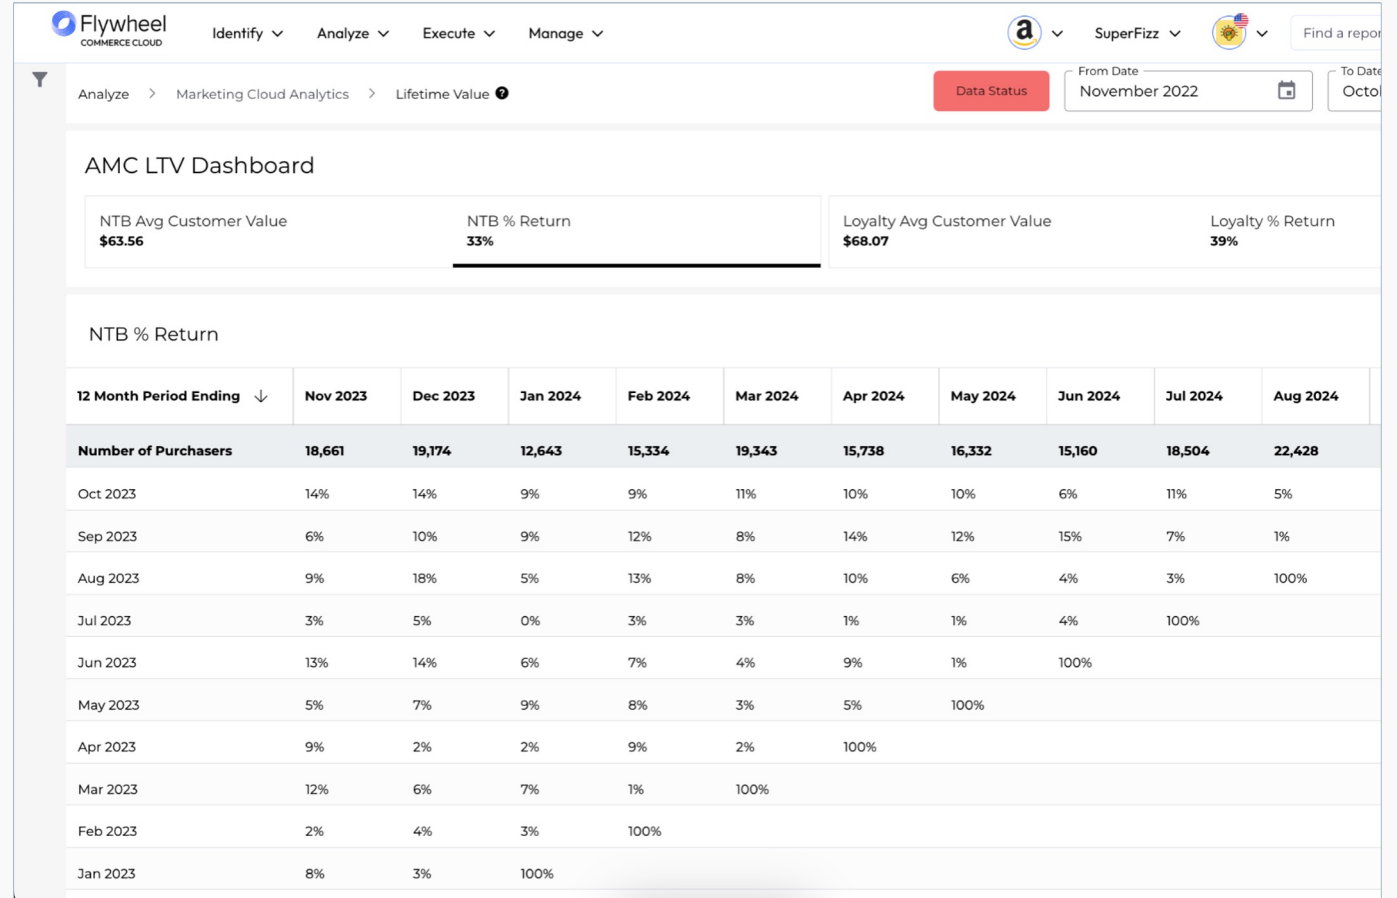 Flywheel
COMMERCE CLOUD
Identify
Analyze
Execute
Manage
a
SuperFizz
Find a repor
Analyze > Marketing Cloud Analytics > Lifetime Value ?
Data Status
From Date
November 2022
To Date
Octo
AMC LTV Dashboard
NTB Avg Customer Value
$63.56
NTB % Return
33%
Loyalty Avg Customer Value
$68.07
Loyalty % Return
39%
NTB % Return
12 Month Period Ending ↓ Nov 2023 Dec 2023 Jan 2024 Feb 2024 Mar 2024 Apr 2024 May 2024 Jun 2024 Jul 2024 Aug 2024
Number of Purchasers 18,661 19,174 12,643 15,334 19,343 15,738 16,332 15,160 18,504 22,428
Oct 2023 14% 14% 9% 9% 11% 10% 10% 6% 11% 5%
Sep 2023 6% 10% 9% 12% 8% 14% 12% 15% 7% 1%
Aug 2023 9% 18% 5% 13% 8% 10% 6% 4% 3% 100%
Jul 2023 3% 5% 0% 3% 3% 1% 1% 4% 100%
Jun 2023 13% 14% 6% 7% 4% 9% 1% 100%
May 2023 5% 7% 9% 8% 3% 5% 100%
Apr 2023 9% 2% 2% 9% 2% 100%
Mar 2023 12% 6% 7% 1% 100%
Feb 2023 2% 4% 3% 100%
Jan 2023 8% 3% 100%